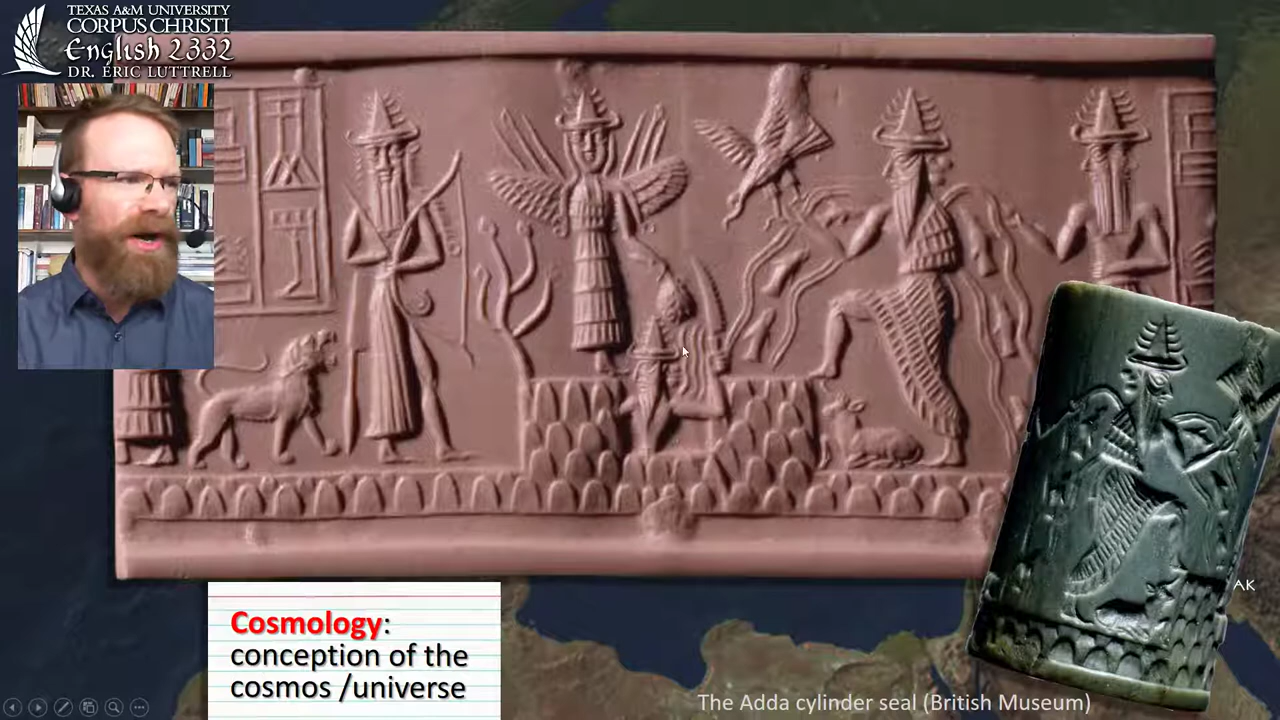 TEXAS A&M UNIVERSITY
CORPUS CHRISTI
English 2332
DR. ERIC LUTTRELL
Cosmology:
conception of the
cosmos /universe
AK
The Adda cylinder seal (British Museum)